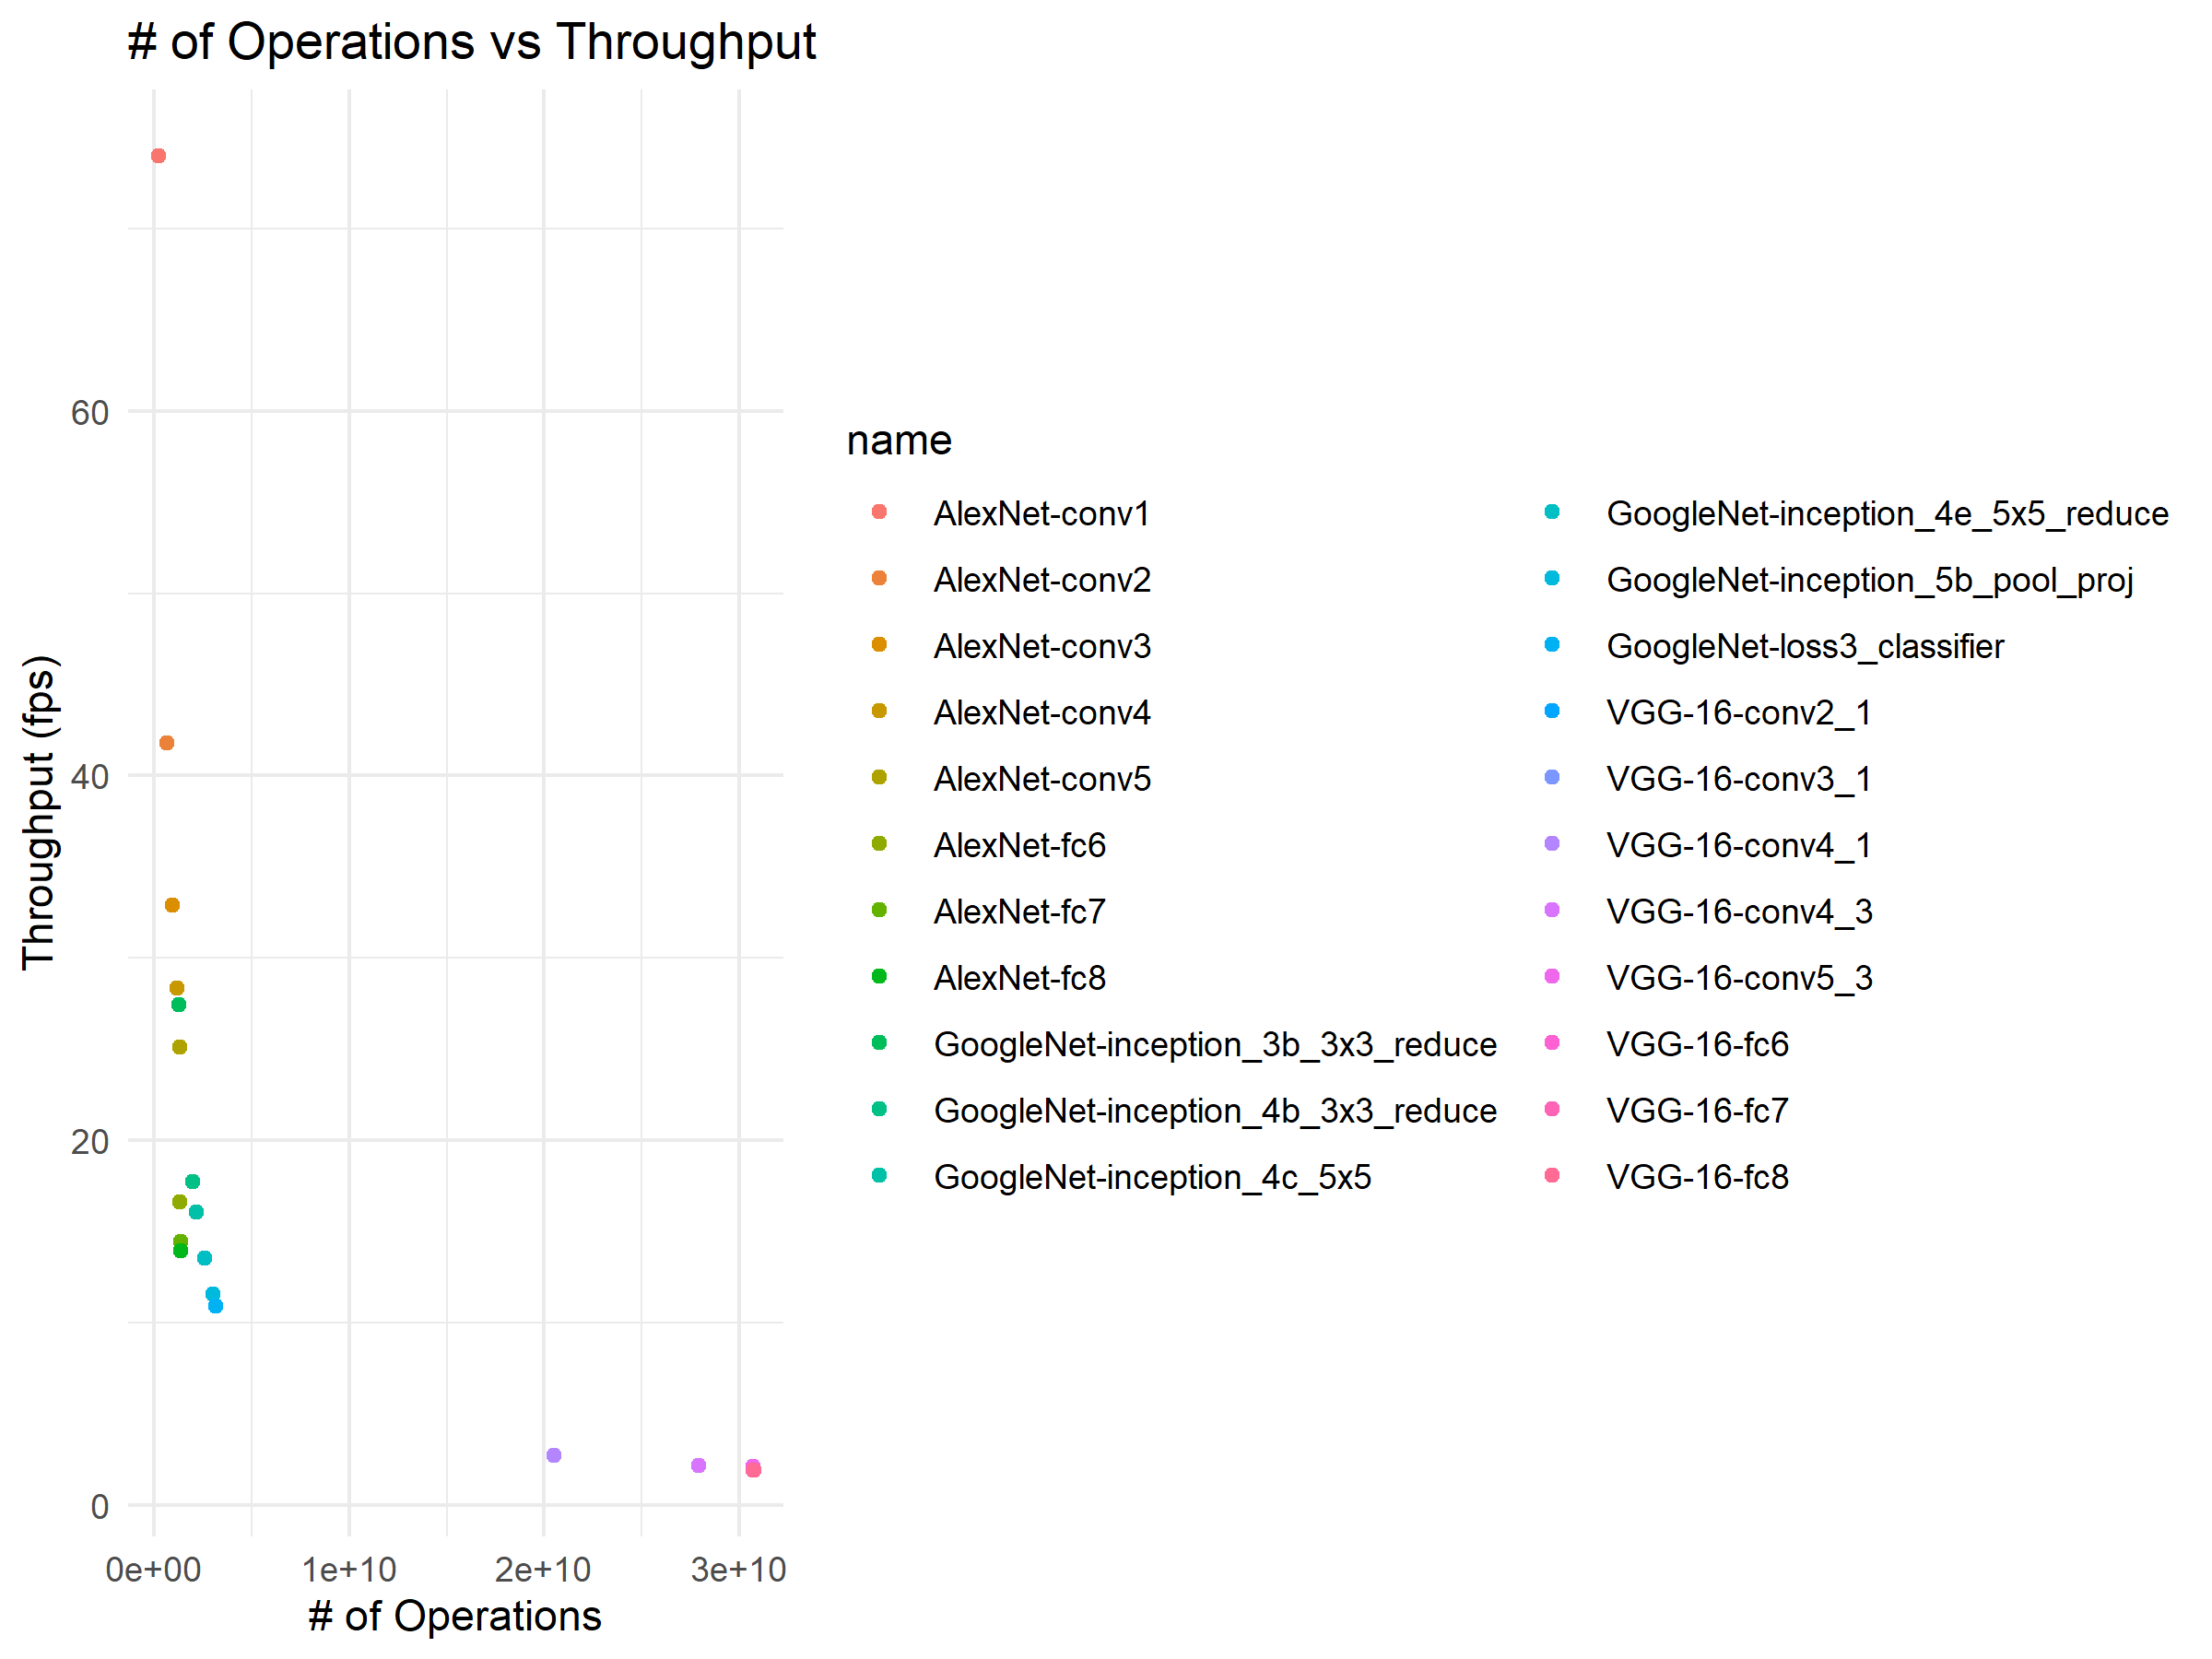 # of Operations vs Throughput
60
40
20
0
Throughput (fps)
0e+00 1e+10 2e+10 3e+10
# of Operations
name
AlexNet-conv1
AlexNet-conv2
AlexNet-conv3
AlexNet-conv4
AlexNet-conv5
AlexNet-fc6
AlexNet-fc7
AlexNet-fc8
GoogleNet-inception_3b_3x3_reduce
GoogleNet-inception_4b_3x3_reduce
GoogleNet-inception_4c_5x5
GoogleNet-inception_4e_5x5_reduce
GoogleNet-inception_5b_pool_proj
GoogleNet-loss3_classifier
VGG-16-conv2_1
VGG-16-conv3_1
VGG-16-conv4_1
VGG-16-conv4_3
VGG-16-conv5_3
VGG-16-fc6
VGG-16-fc7
VGG-16-fc8